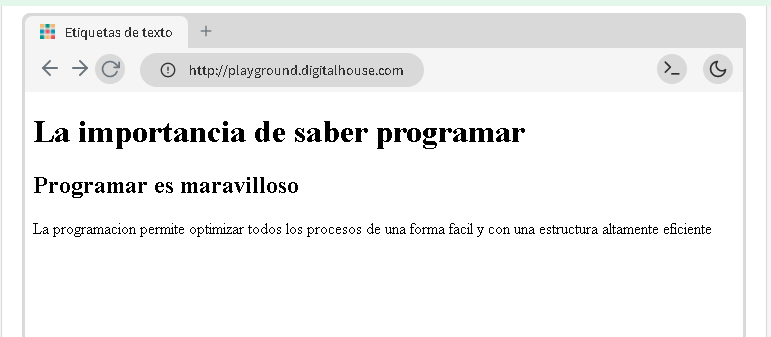 Etiquetas de texto
http://playground.digitalhouse.com
La importancia de saber programar
Programar es maravilloso
La programacion permite optimizar todos los procesos de una forma facil y con una estructura altamente eficiente